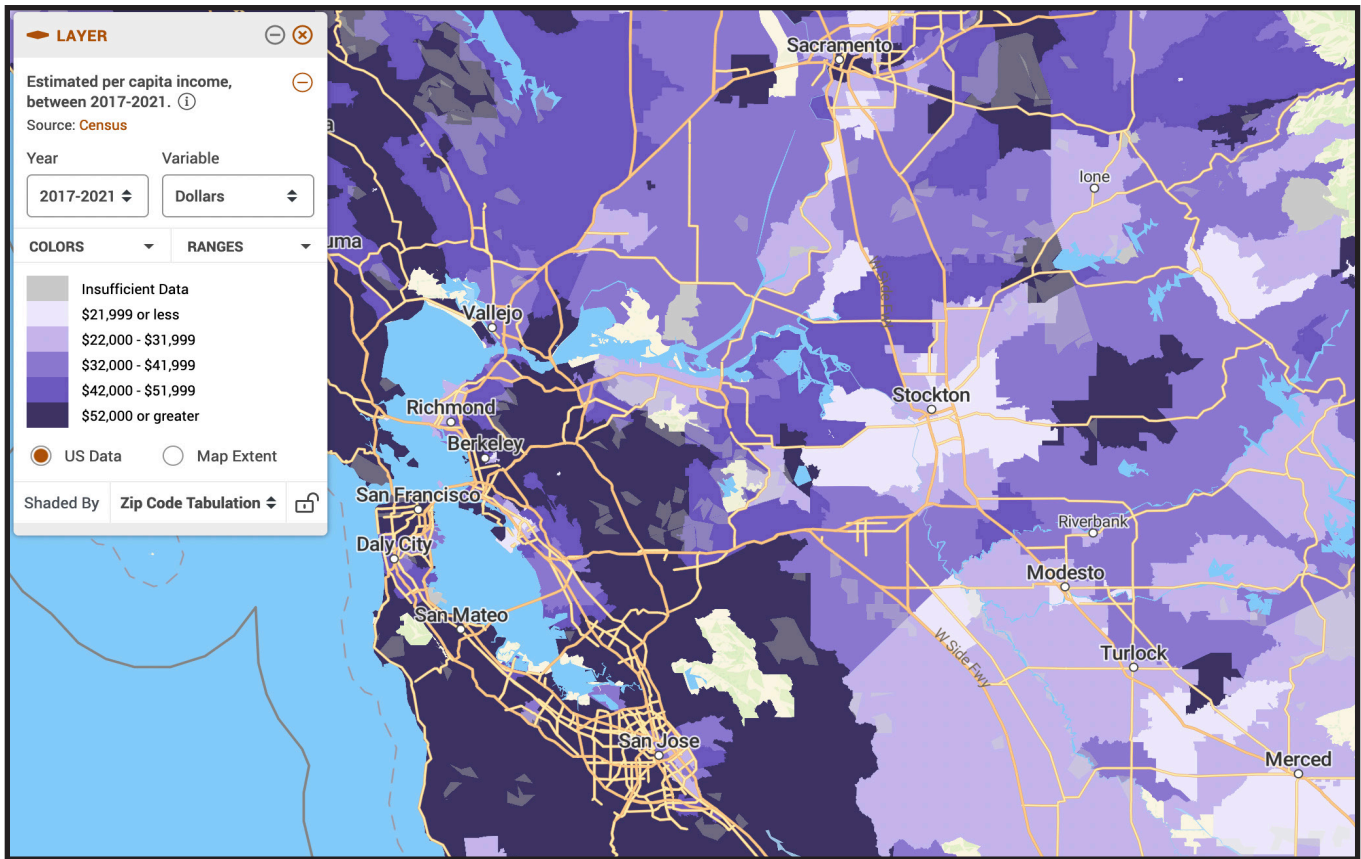 LAYER
Estimated per capita income,
between 2017-2021.
Source: Census
Year Variable
2017-2021 Dollars
COLORS RANGES
Insufficient Data
$21,999 or less
$22,000 - $31,999
$32,000 - $41,999
$42,000 - $51,999
$52,000 or greater
US Data Map Extent
Shaded By Zip Code Tabulation
Sacramento
Ione
uma
Vallejo
Stockton
Richmond
Berkeley
San Francisco
Riverbank
Daly City
Modesto
San Mateo
W Side Fwy
Turlock
San Jose
Merced